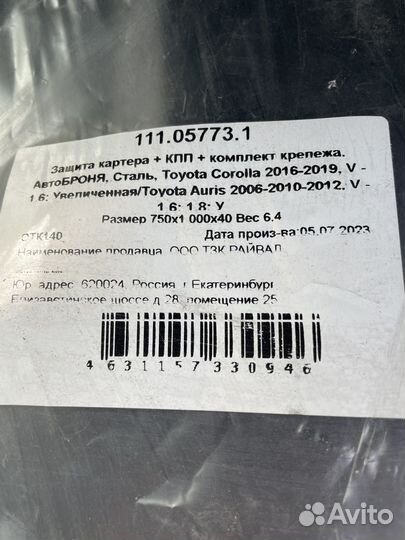 111.05773.1
Защита картера + КПП + комплект крепежа.
АвтоБРОНЯ, Сталь, Toyota Corolla 2016-2019, V -
1.6; Увеличенная/Toyota Auris 2006-2010-2012, V -
1.6; 1.8; У
Размер 750x1 000x40 Вес 6.4
ОТК140 Дата произ-ва:05.07.2023
Наименование продавца ООО ТЗК РАЙВАЛ
Юр. адрес 620024, Россия, г Екатеринбург
Елизаветинское шоссе д 28, помещение 25
4631157330946
Avito